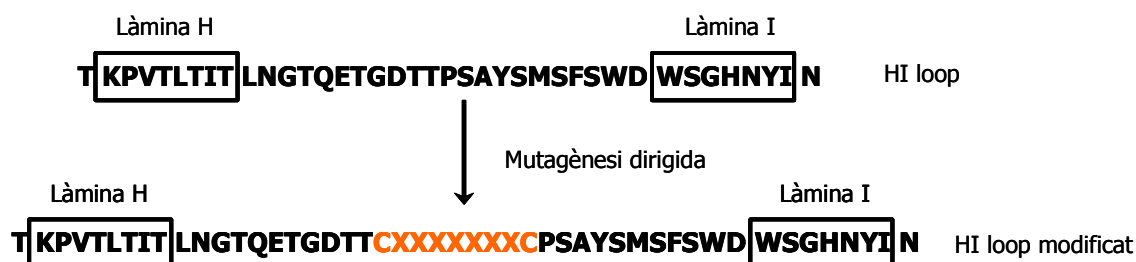 Làmina H Làmina I
TKPVTLTITLNGTQETGDTTPSAYSMSFSWDWSGHNYIN HI loop
Mutagènesi dirigida
Làmina H Làmina I
TKPVTLTITLNGTQETGDTTCXXXXXXXCPSAYSMSFSWDWSGHNYIN HI loop modificat